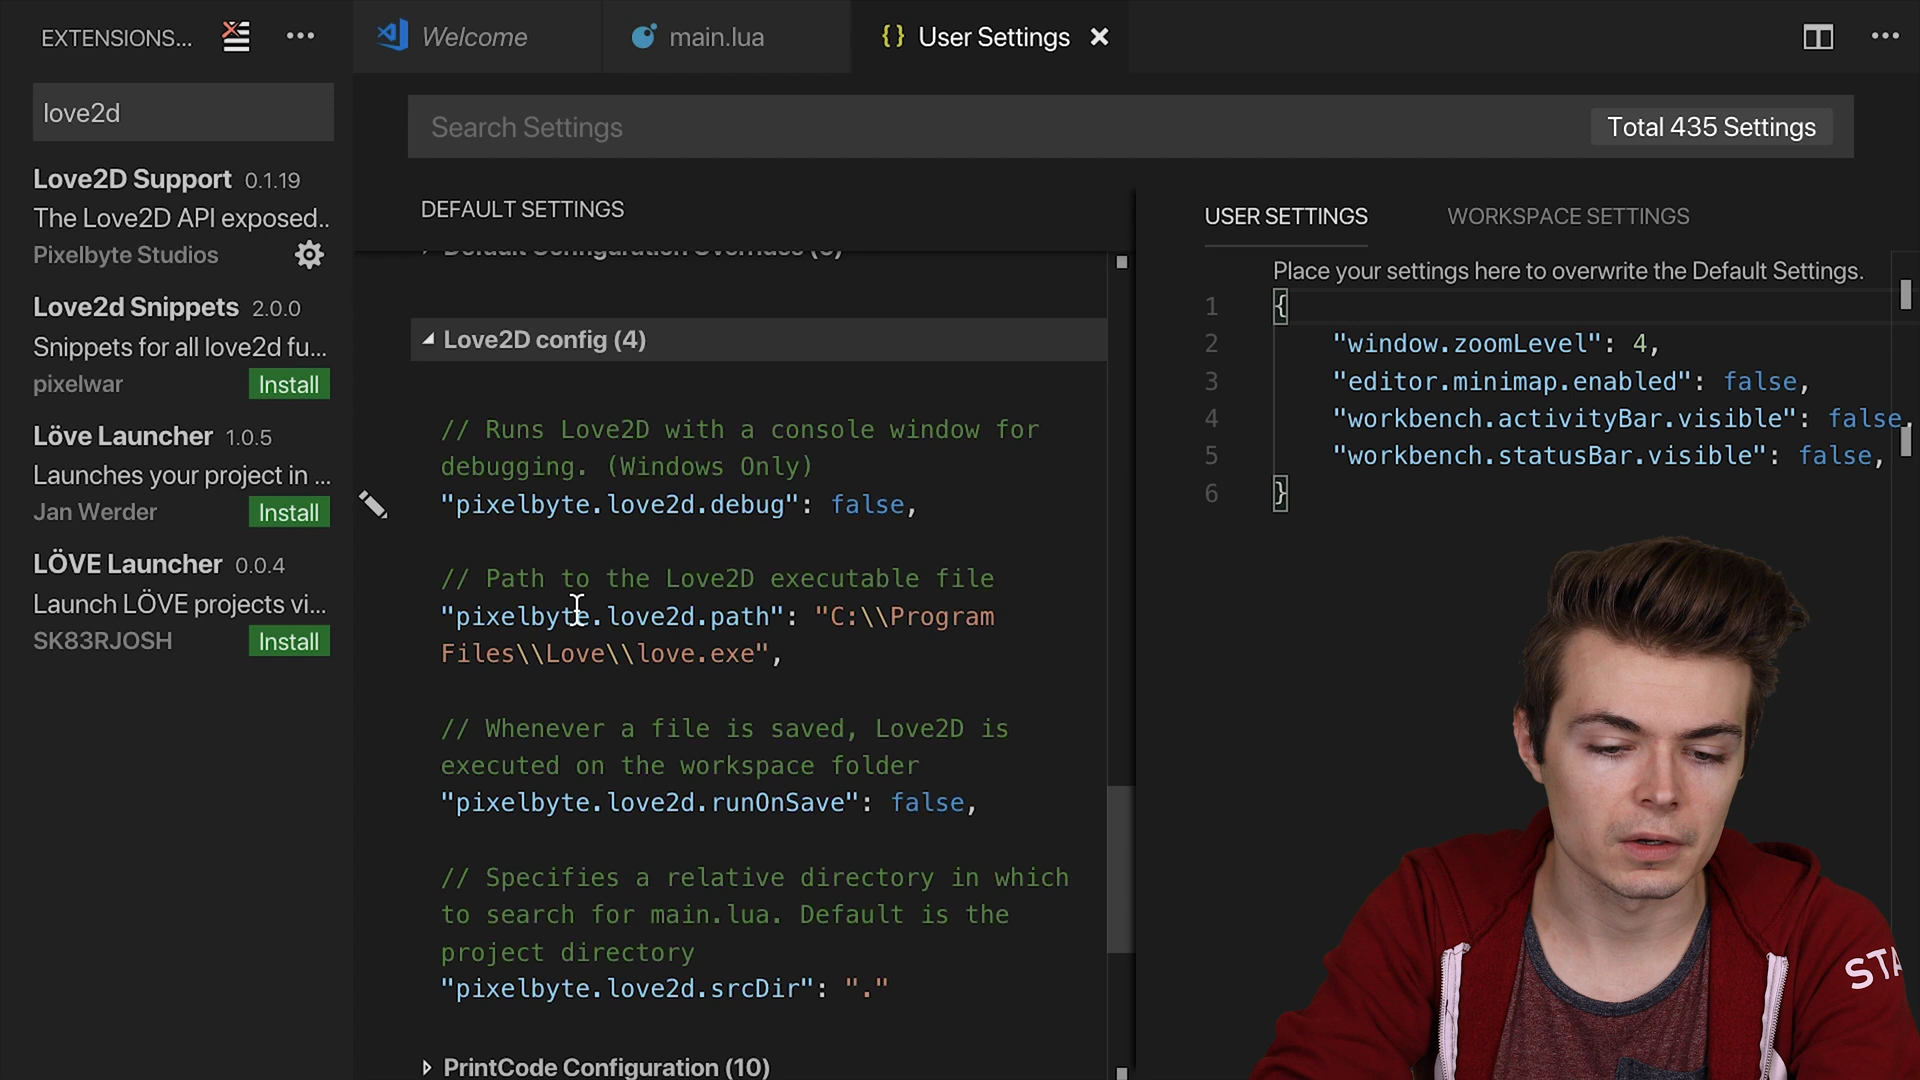 EXTENSIONS...
Welcome
main.lua
{} User Settings
love2d
Love2D Support 0.1.19
The Love2D API exposed..
Pixelbyte Studios
Love2d Snippets 2.0.0
Snippets for all love2d fu...
pixelwar
Install
Löve Launcher 1.0.5
Launches your project in ...
Jan Werder
Install
LÖVE Launcher 0.0.4
Launch LÖVE projects vi...
SK83RJOSH
Install
Search Settings
Total 435 Settings
DEFAULT SETTINGS
Default Configuration Overrides
Love2D config (4)
// Runs Love2D with a console window for
debugging. (Windows Only)
"pixelbyte.love2d.debug": false,
// Path to the Love2D executable file
"pixelbyte.love2d.path": "C:\\Program
Files\\Love\\love.exe",
// Whenever a file is saved, Love2D is
executed on the workspace folder
"pixelbyte.love2d.runOnSave": false,
// Specifies a relative directory in which
to search for main.lua. Default is the
project directory
"pixelbyte.love2d.srcDir": "."
PrintCode Configuration (10)
USER SETTINGS
WORKSPACE SETTINGS
Place your settings here to overwrite the Default Settings.
1 {
2 "window.zoomLevel": 4,
3 "editor.minimap.enabled": false,
4 "workbench.activityBar.visible": false,
5 "workbench.statusBar.visible": false,
6 }
STA